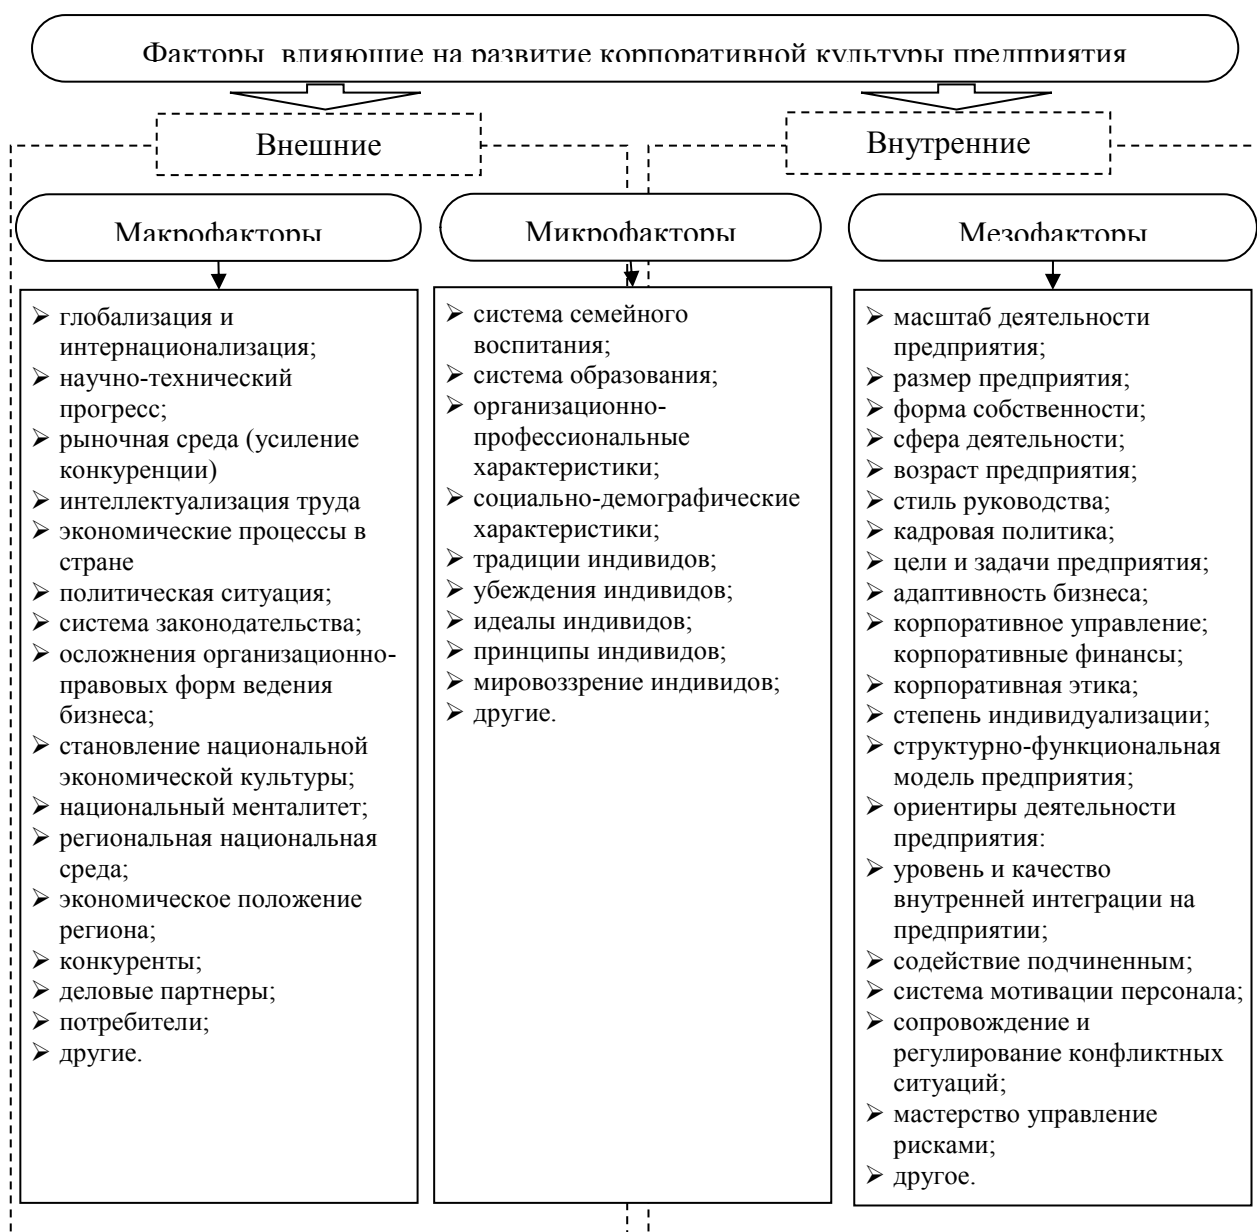 Факторы влияющие на развитие корпоративной культуры предприятия
Внешние
Внутренние
Макрофакторы
Микрофакторы
Мезофакторы
➢ глобализация и
интернационализация;
➢ научно-технический
прогресс;
➢ рыночная среда (усиление
конкуренции)
➢ интеллектуализация труда
➢ экономические процессы в
стране
➢ политическая ситуация;
➢ система законодательства;
➢ осложнения организационно-
правовых форм ведения
бизнеса;
➢ становление национальной
экономической культуры;
➢ национальный менталитет;
➢ региональная национальная
среда;
➢ экономическое положение
региона;
➢ конкуренты;
➢ деловые партнеры;
➢ потребители;
➢ другие.
➢ система семейного
воспитания;
➢ система образования;
➢ организационно-
профессиональные
характеристики;
➢ социально-демографические
характеристики;
➢ традиции индивидов;
➢ убеждения индивидов;
➢ идеалы индивидов;
➢ принципы индивидов;
➢ мировоззрение индивидов;
➢ другие.
➢ масштаб деятельности
предприятия;
➢ размер предприятия;
➢ форма собственности;
➢ сфера деятельности;
➢ возраст предприятия;
➢ стиль руководства;
➢ кадровая политика;
➢ цели и задачи предприятия;
➢ адаптивность бизнеса;
➢ корпоративное управление;
корпоративные финансы;
➢ корпоративная этика;
➢ степень индивидуализации;
➢ структурно-функциональная
модель предприятия;
➢ ориентиры деятельности
предприятия:
➢ уровень и качество
внутренней интеграции на
предприятии;
➢ содействие подчиненным;
➢ система мотивации персонала;
➢ сопровождение и
регулирование конфликтных
ситуаций;
➢ мастерство управление
рисками;
➢ другое.